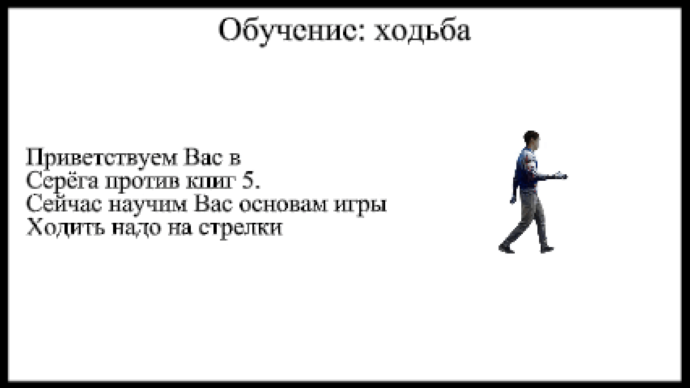 Обучение: ходьба
Приветствуем Вас в
Серёга против книг 5.
Сейчас научим Вас основам игры
Ходить надо на стрелки